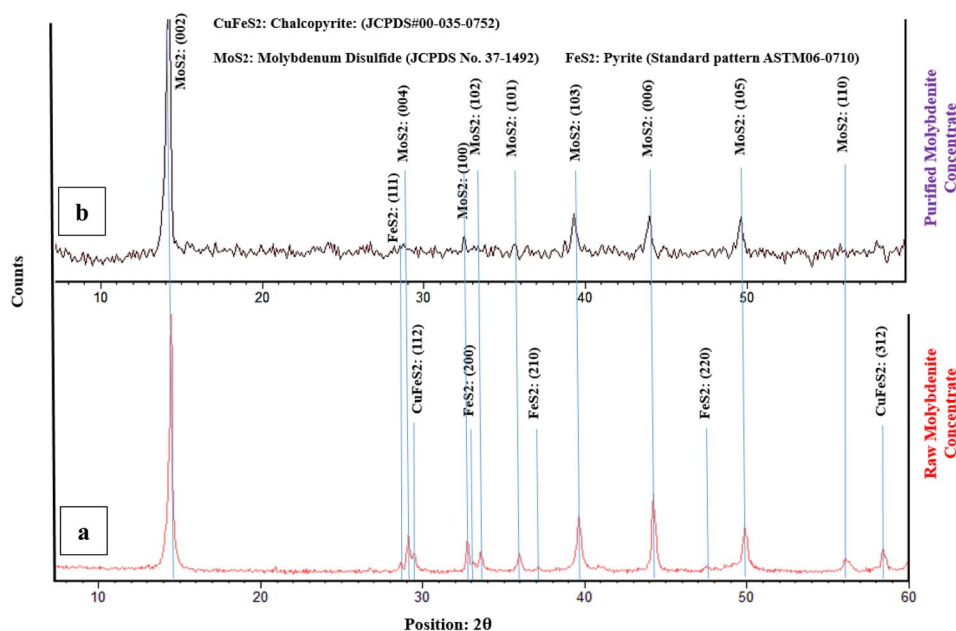 CuFeS2: Chalcopyrite: (JCPDS#00-035-0752)
MoS2: Molybdenum Disulfide (JCPDS No. 37-1492)
FeS2: Pyrite (Standard pattern ASTM06-0710)
MoS2: (002)
FeS2: (111)
MoS2: (004)
MoS2: (100)
MoS2: (102)
MoS2: (101)
MoS2: (103)
MoS2: (006)
MoS2: (105)
MoS2: (110)
b
Purified Molybdenite
Concentrate
10
20
30
40
50
Counts
CuFeS2: (112)
FeS2: (200)
FeS2: (210)
FeS2: (220)
CuFeS2: (312)
a
Raw Molybdenite
Concentrate
10
20
30
40
50
60
Position: 2θ